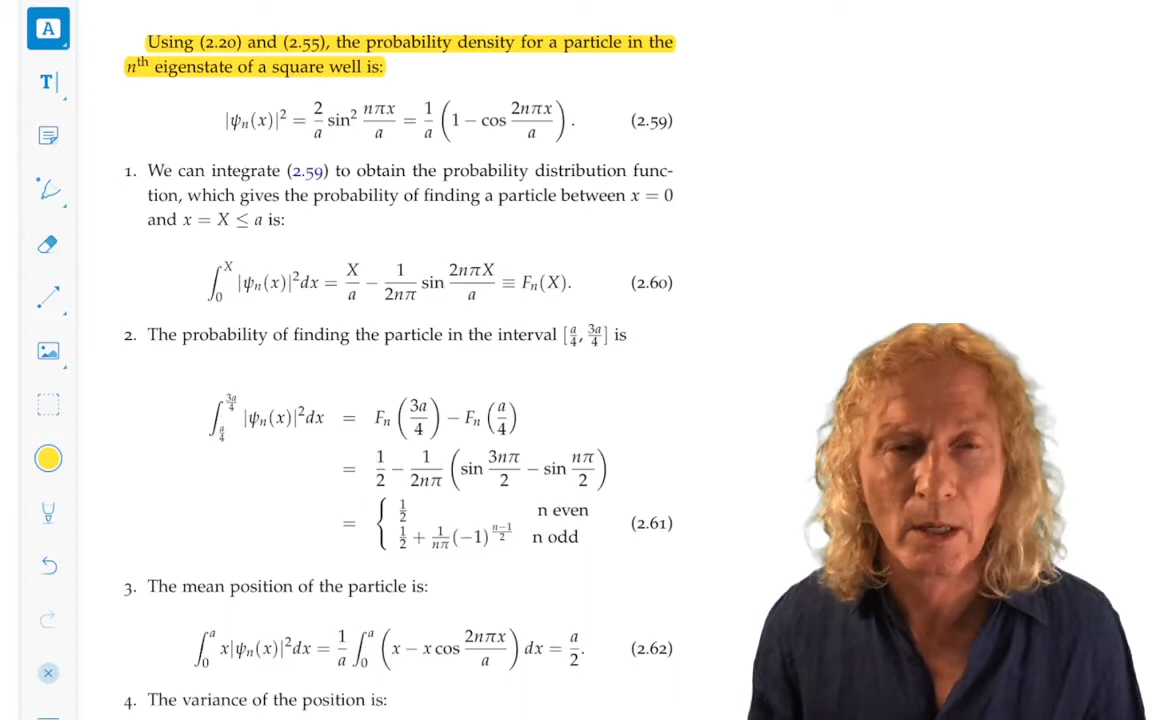 A
T|
Using (2.20) and (2.55), the probability density for a particle in the
nth eigenstate of a square well is:
|ψn(x)|² = 2/a sin² nπx/a = 1/a (1 − cos 2nπx/a). (2.59)
1. We can integrate (2.59) to obtain the probability distribution func-
tion, which gives the probability of finding a particle between x = 0
and x = X ≤ a is:
∫₀^X |ψn(x)|²dx = X/a − 1/2nπ sin 2nπX/a ≡ Fn(X). (2.60)
2. The probability of finding the particle in the interval [a/4, 3a/4] is
∫_{a/4}^{3a/4} |ψn(x)|²dx = Fn(3a/4) − Fn(a/4)
= 1/2 − 1/2nπ (sin 3nπ/2 − sin nπ/2)
= { 1/2 n even
1/2 + 1/nπ (−1)^{(n−1)/2} n odd (2.61)
3. The mean position of the particle is:
∫₀^a x|ψn(x)|²dx = 1/a ∫₀^a (x − x cos 2nπx/a) dx = a/2. (2.62)
4. The variance of the position is: